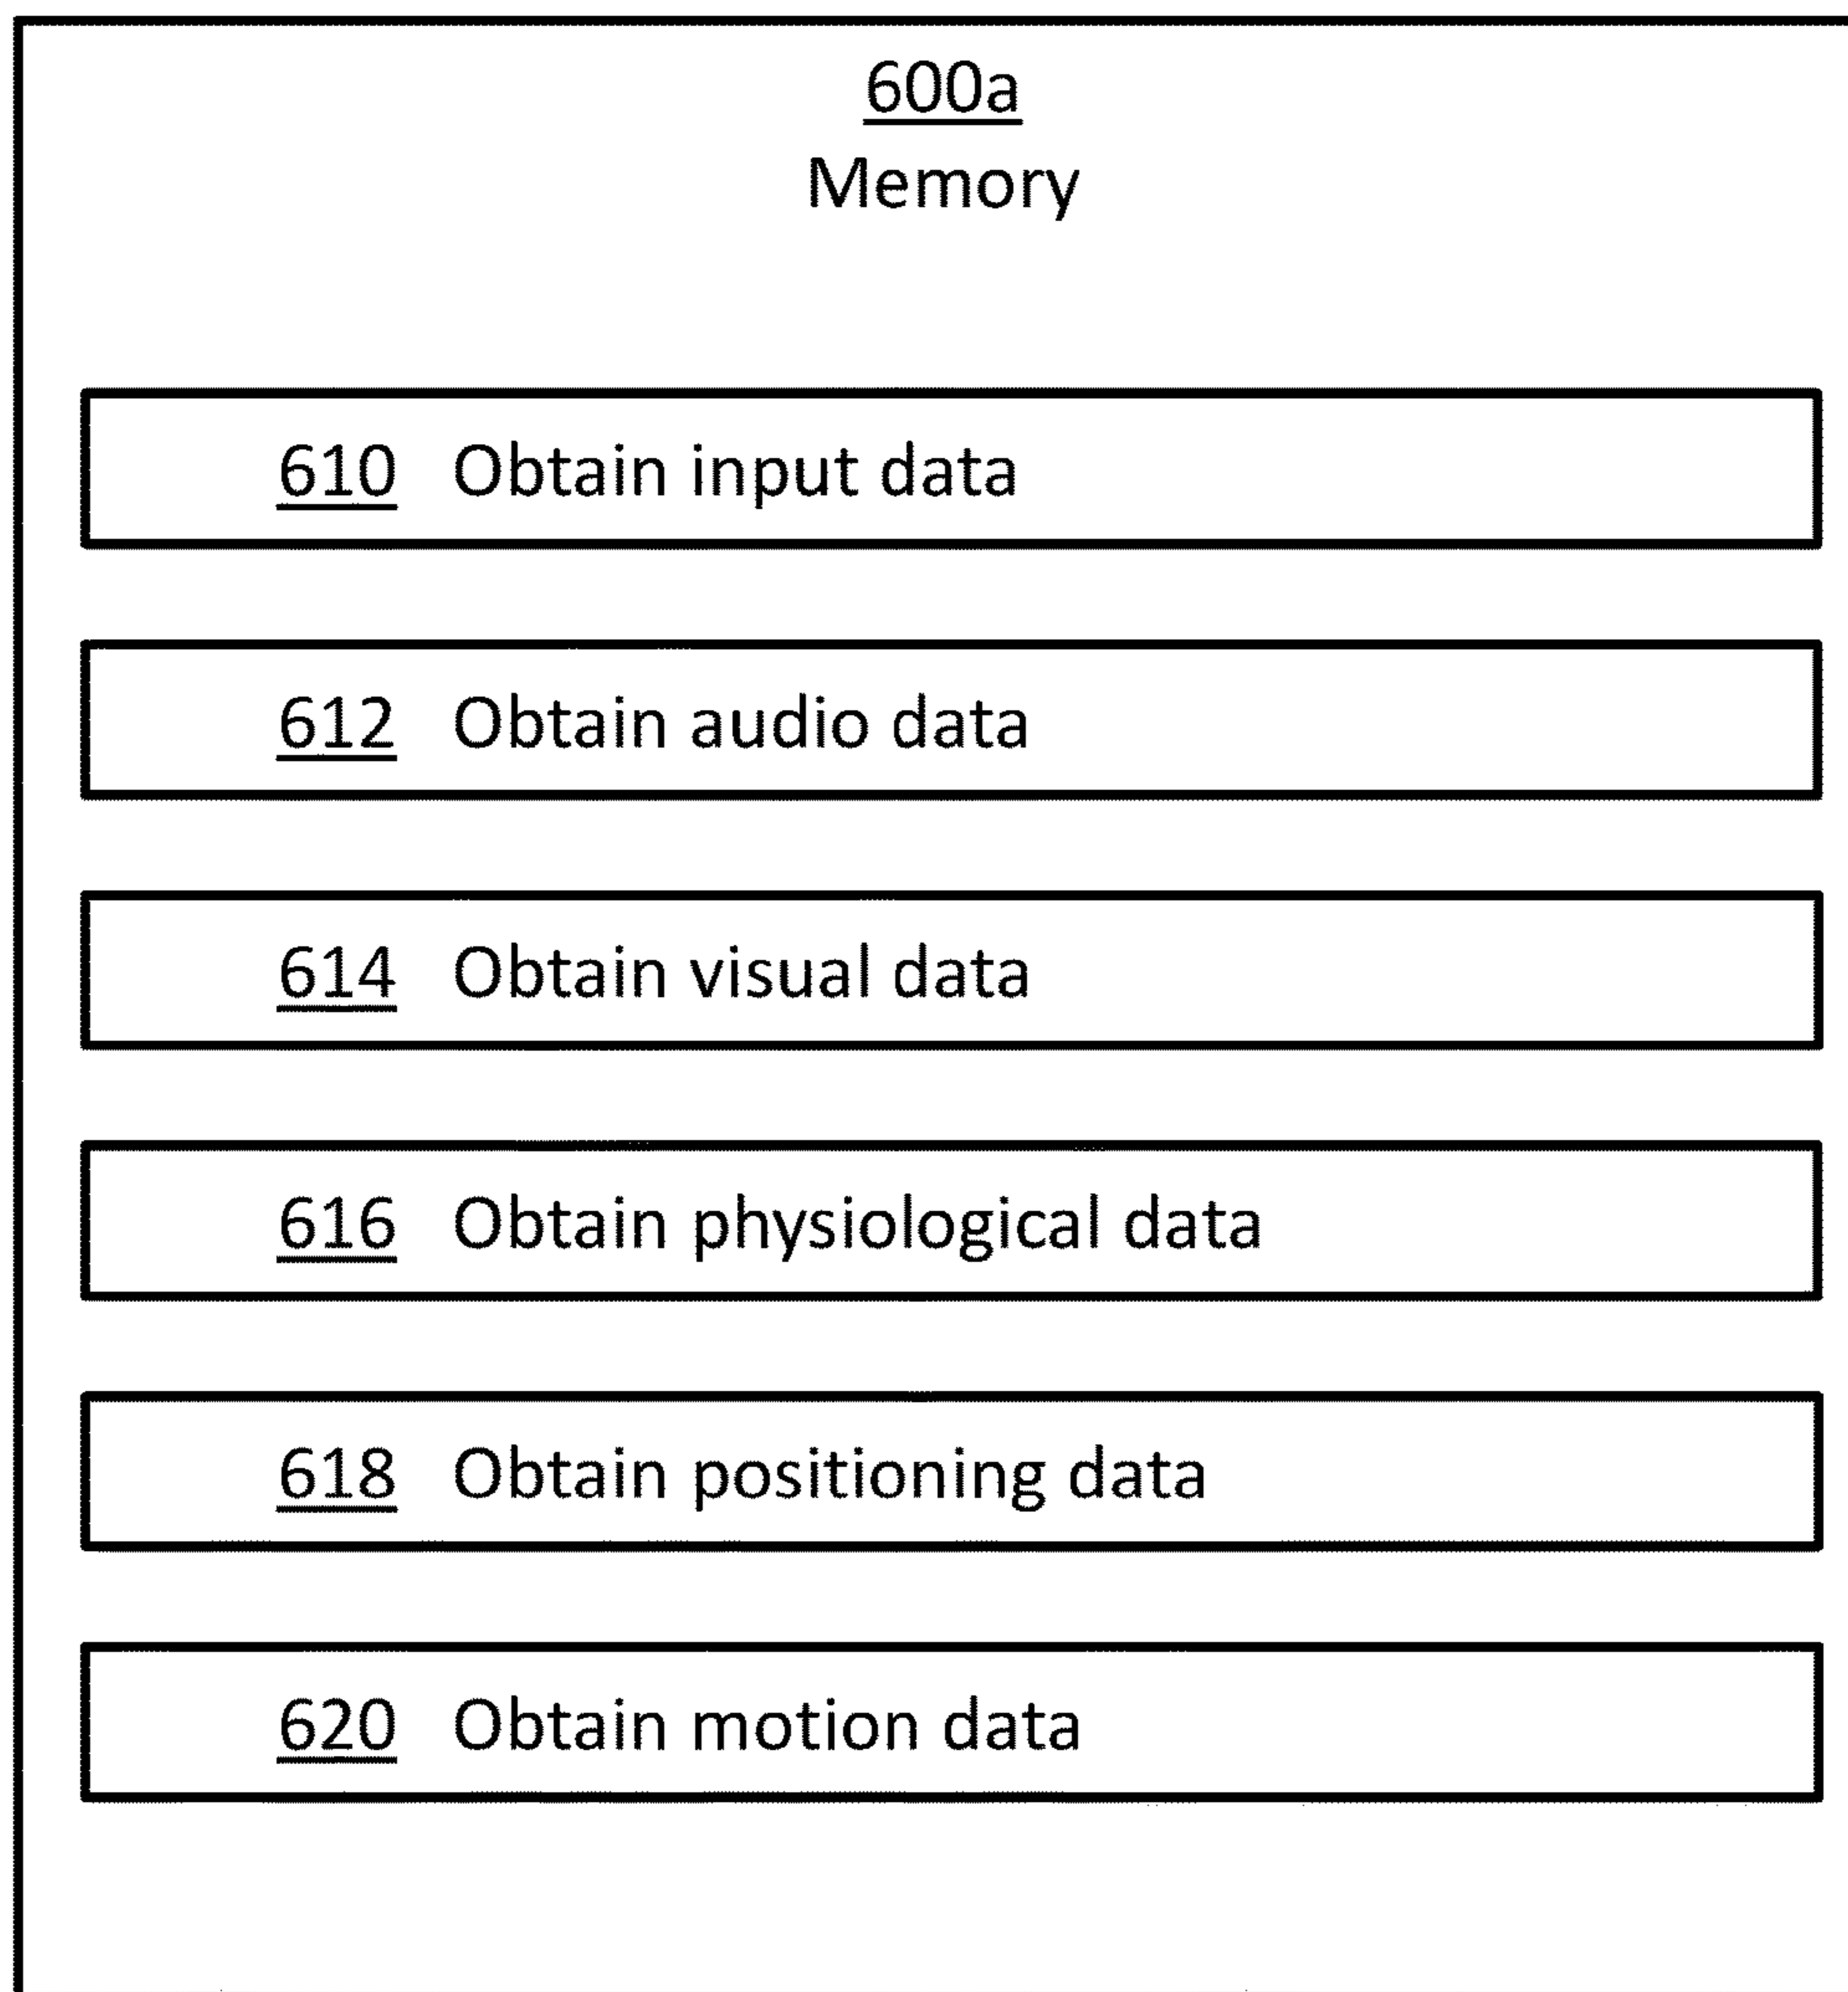 600a
Memory
610 Obtain input data
612 Obtain audio data
614 Obtain visual data
616 Obtain physiological data
618 Obtain positioning data
620 Obtain motion data